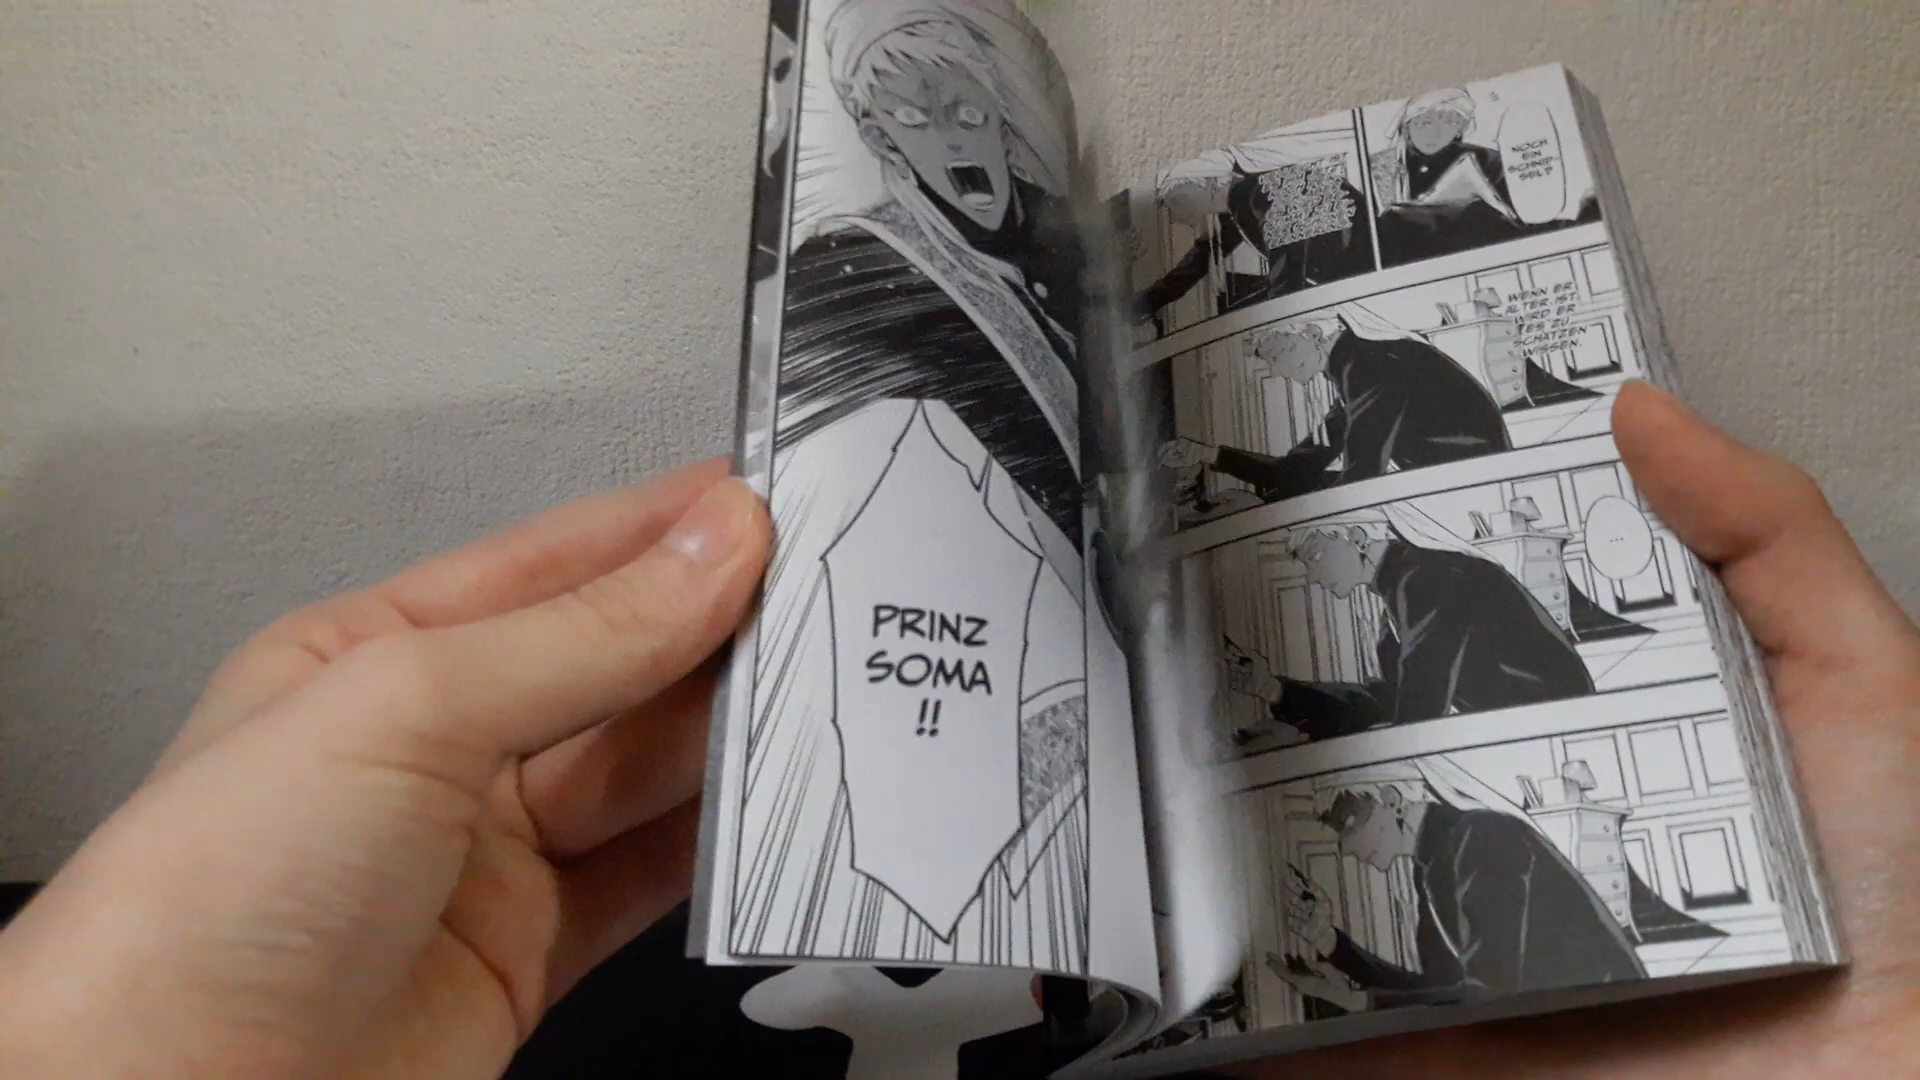 PRINZ
SOMA
!!
NOCH
EIN
SCHNIP-
SEL?
WENN ER
ÄLTER IST,
WIRD ER
ES ZU
SCHÄTZEN
WISSEN.
...